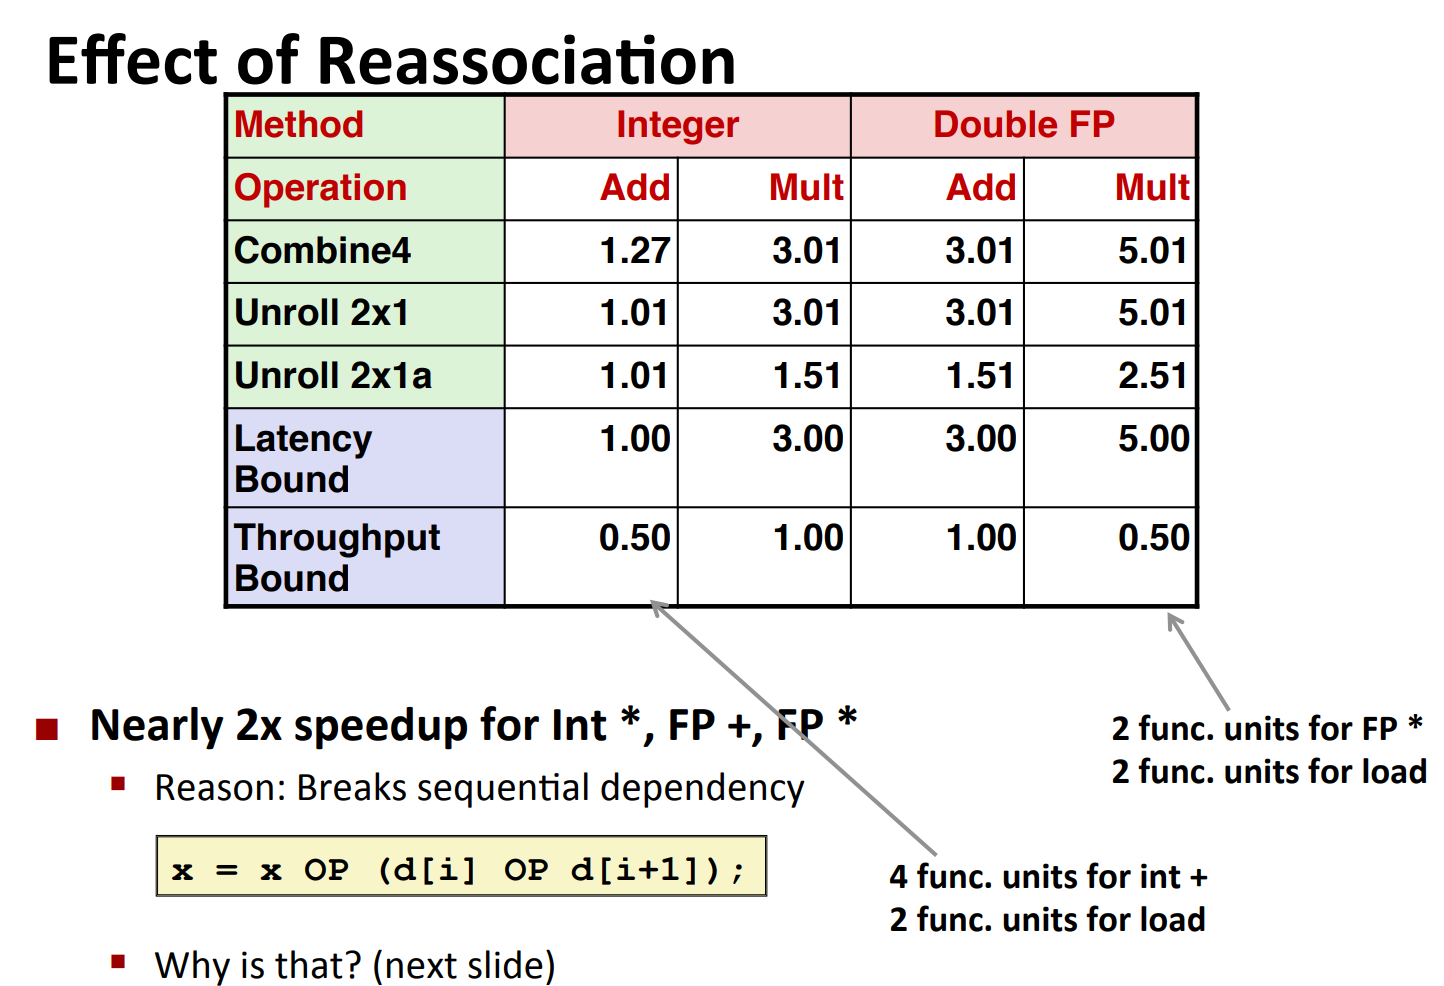 Effect of Reassociation
Method Integer Double FP
Operation Add Mult Add Mult
Combine4 1.27 3.01 3.01 5.01
Unroll 2x1 1.01 3.01 3.01 5.01
Unroll 2x1a 1.01 1.51 1.51 2.51
Latency Bound 1.00 3.00 3.00 5.00
Throughput Bound 0.50 1.00 1.00 0.50
Nearly 2x speedup for Int *, FP +, FP *
Reason: Breaks sequential dependency
x = x OP (d[i] OP d[i+1]);
Why is that? (next slide)
2 func. units for FP *
2 func. units for load
4 func. units for int +
2 func. units for load